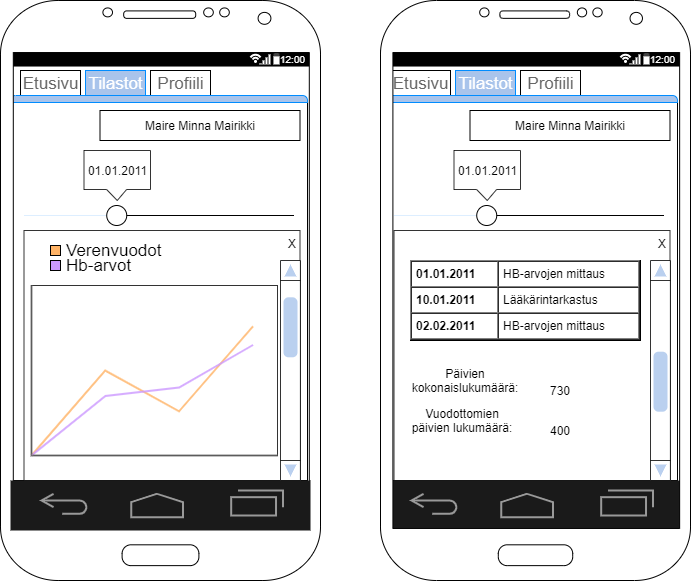 12:00
Etusivu Tilastot Profiili
Maire Minna Mairikki
01.01.2011
X
Verenvuodot
Hb-arvot
12:00
Etusivu Tilastot Profiili
Maire Minna Mairikki
01.01.2011
X
01.01.2011 HB-arvojen mittaus
10.01.2011 Lääkärintarkastus
02.02.2011 HB-arvojen mittaus
Päivien
kokonaislukumäärä: 730
Vuodottomien
päivien lukumäärä: 400